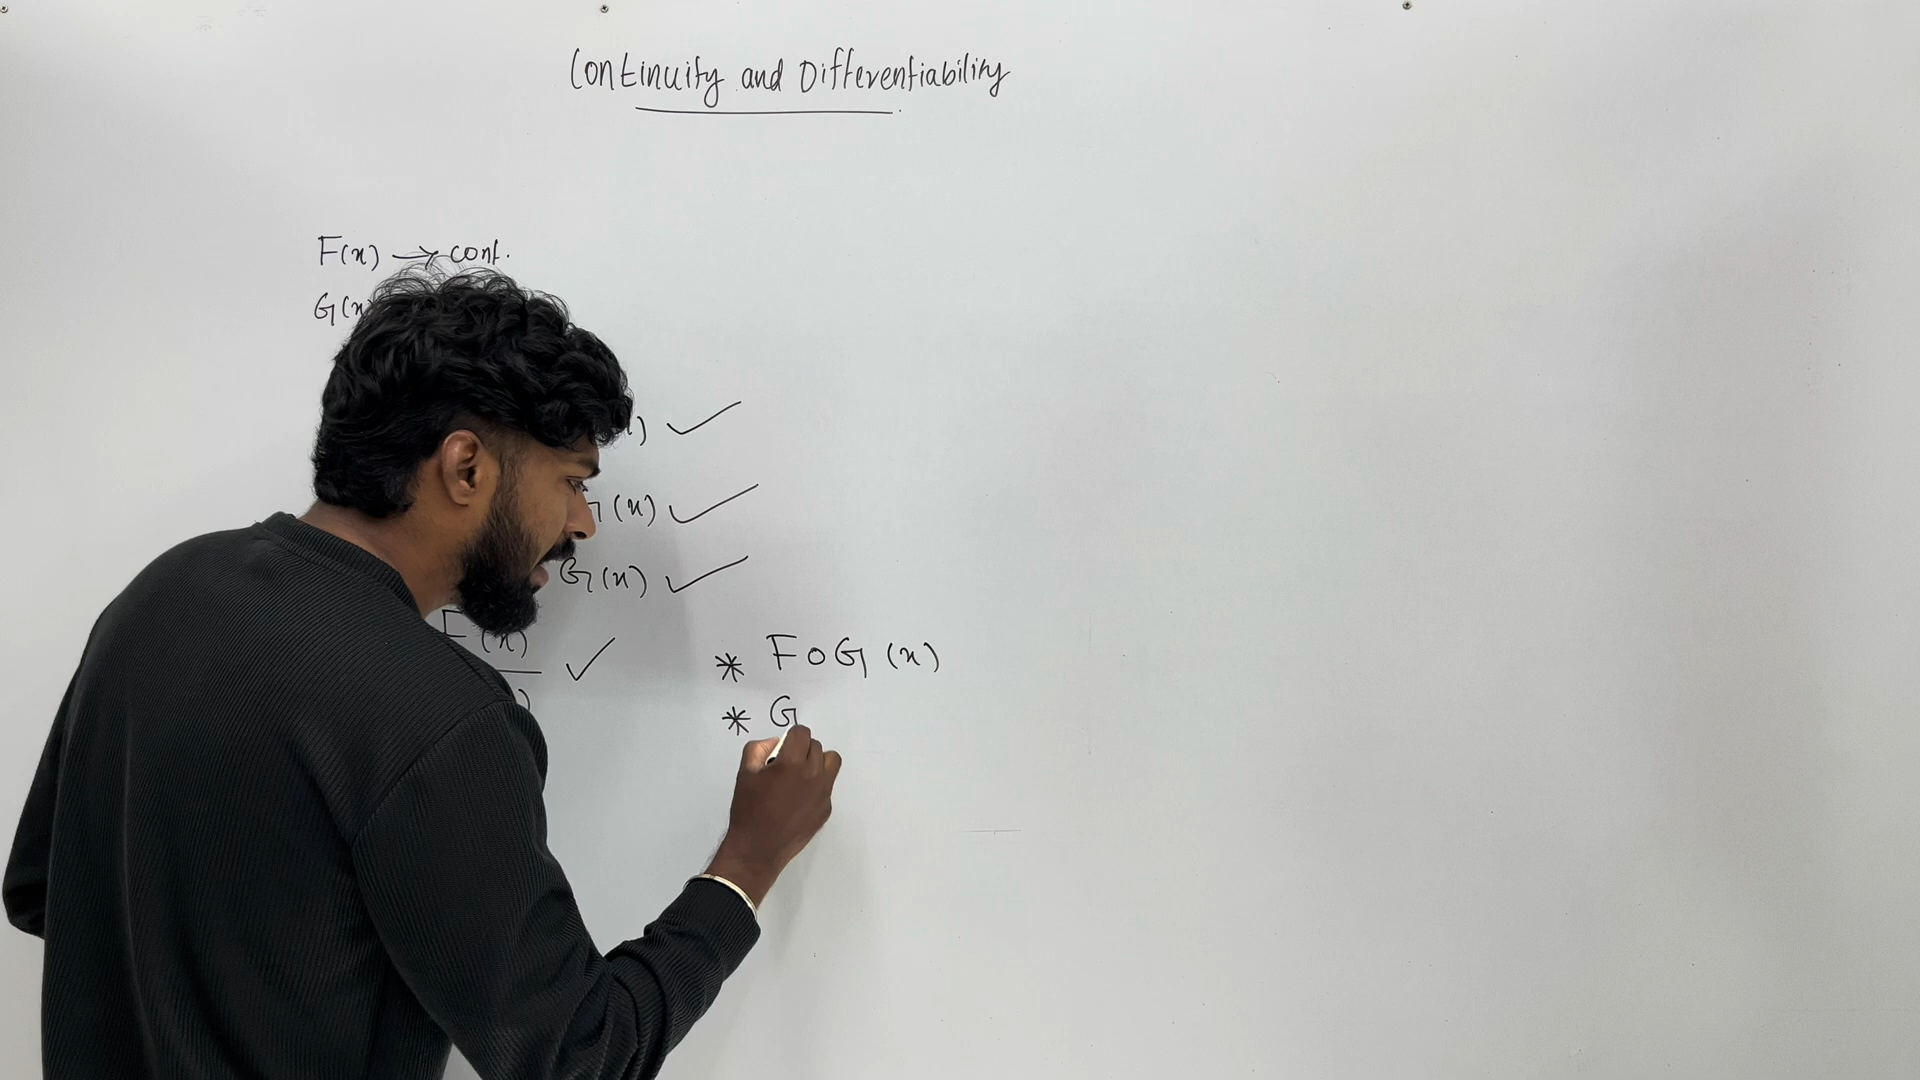 Continuity and Differentiability
F(x) → cont.
G(x
) ✓
G(x) ✓
G(x) ✓
F(x) ✓
* FoG (x)
* G